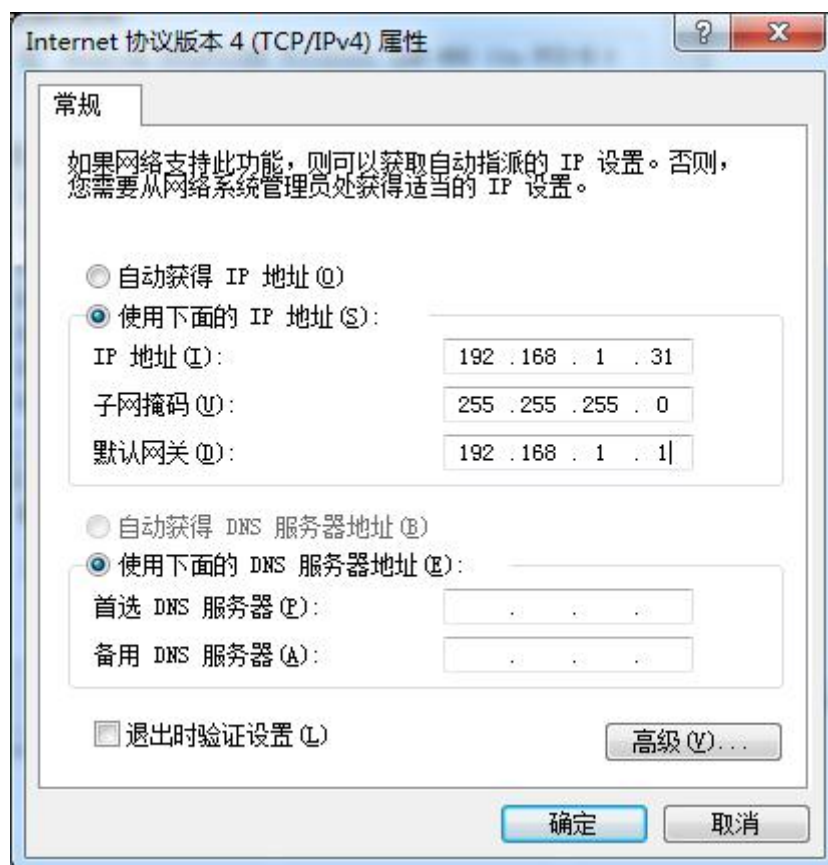 Internet 协议版本 4 (TCP/IPv4) 属性
常规
如果网络支持此功能，则可以获取自动指派的 IP 设置。否则，
您需要从网络系统管理员处获得适当的 IP 设置。
自动获得 IP 地址(O)
使用下面的 IP 地址(S):
IP 地址(I): 192 .168 . 1 . 31
子网掩码(U): 255 .255 .255 . 0
默认网关(D): 192 .168 . 1 . 1
自动获得 DNS 服务器地址(B)
使用下面的 DNS 服务器地址(E):
首选 DNS 服务器(P): . . .
备用 DNS 服务器(A): . . .
退出时验证设置(L)
高级(V)...
确定 取消